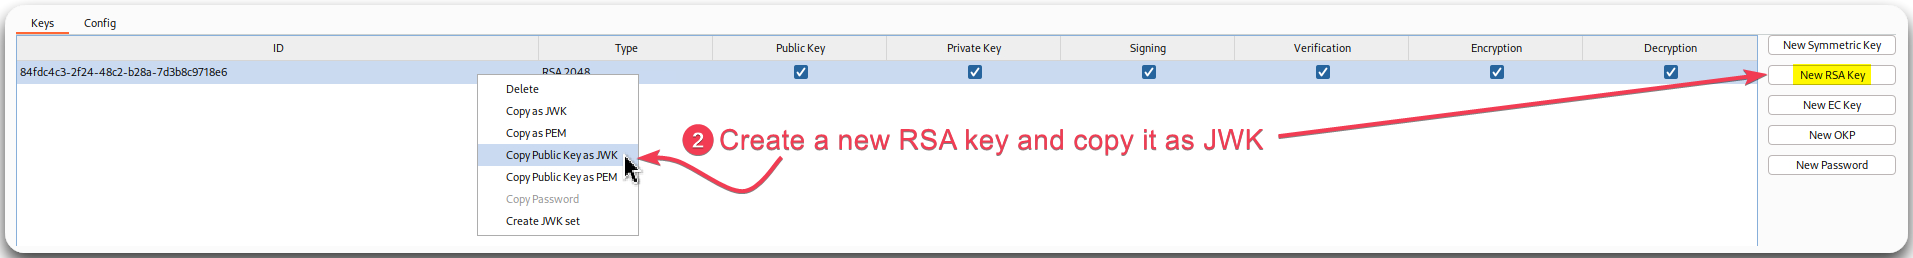 Keys Config
ID Type Public Key Private Key Signing Verification Encryption Decryption
New Symmetric Key
84fdc4c3-2f24-48c2-b28a-7d3b8c9718e6 RSA 2048
New RSA Key
Delete
Copy as JWK
New EC Key
Copy as PEM
2 Create a new RSA key and copy it as JWK
New OKP
Copy Public Key as JWK
New Password
Copy Public Key as PEM
Copy Password
Create JWK set